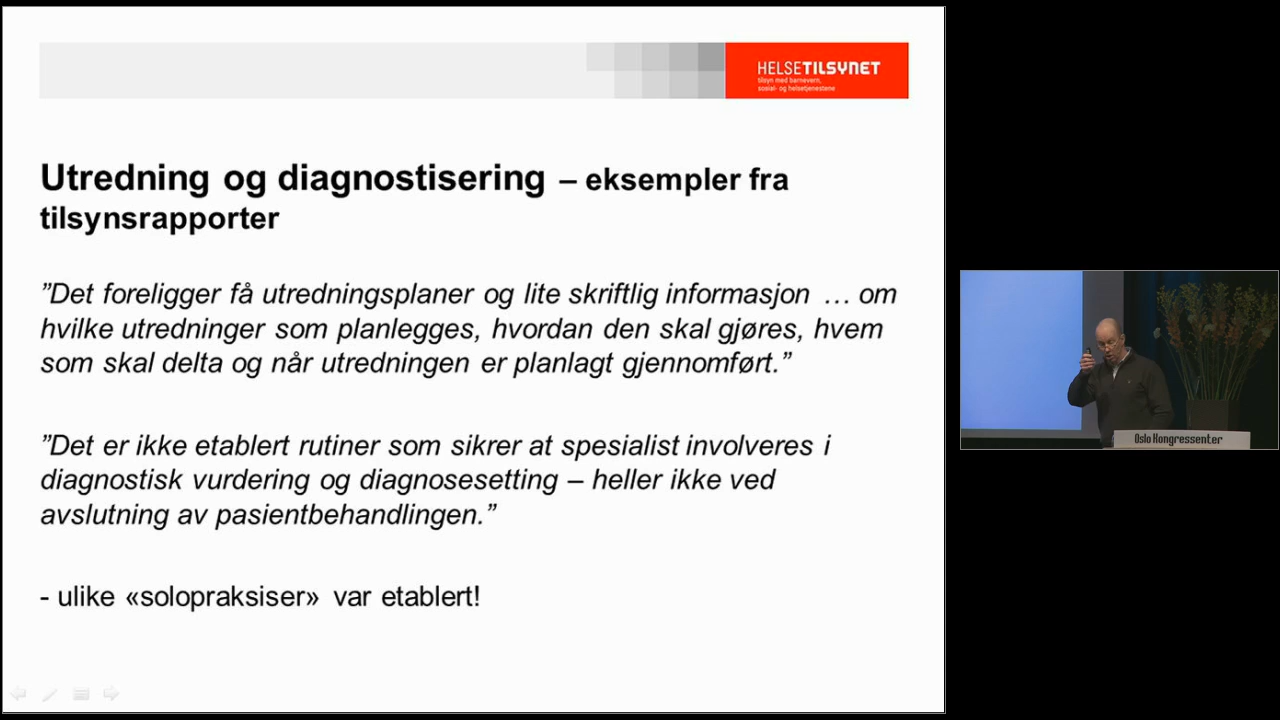 HELSETILSYNET
tilsyn med barnevern,
sosial- og helsetjenestene
Utredning og diagnostisering – eksempler fra
tilsynsrapporter
”Det foreligger få utredningsplaner og lite skriftlig informasjon … om
hvilke utredninger som planlegges, hvordan den skal gjøres, hvem
som skal delta og når utredningen er planlagt gjennomført.”
”Det er ikke etablert rutiner som sikrer at spesialist involveres i
diagnostisk vurdering og diagnosesetting – heller ikke ved
avslutning av pasientbehandlingen.”
- ulike «solopraksiser» var etablert!
Oslo Kongressenter